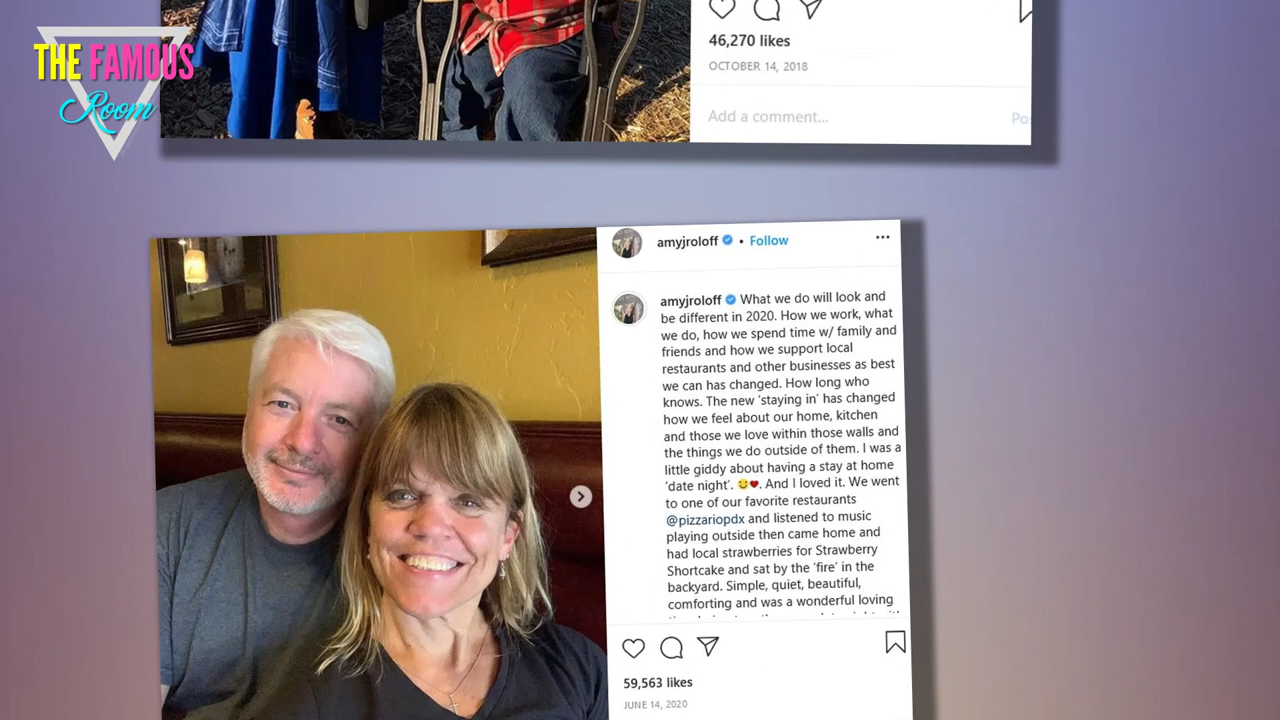 THE FAMOUS
Room
46,270 likes
OCTOBER 14, 2018
Add a comment...
amyjroloff • Follow
amyjroloff What we do will look and
be different in 2020. How we work, what
we do, how we spend time w/ family and
friends and how we support local
restaurants and other businesses as best
we can has changed. How long who
knows. The new 'staying in' has changed
how we feel about our home, kitchen
and those we love within those walls and
the things we do outside of them. I was a
little giddy about having a stay at home
'date night'. 😉❤️. And I loved it. We went
to one of our favorite restaurants
@pizzariopdx and listened to music
playing outside then came home and
had local strawberries for Strawberry
Shortcake and sat by the 'fire' in the
backyard. Simple, quiet, beautiful,
comforting and was a wonderful loving
59,563 likes
JUNE 14, 2020